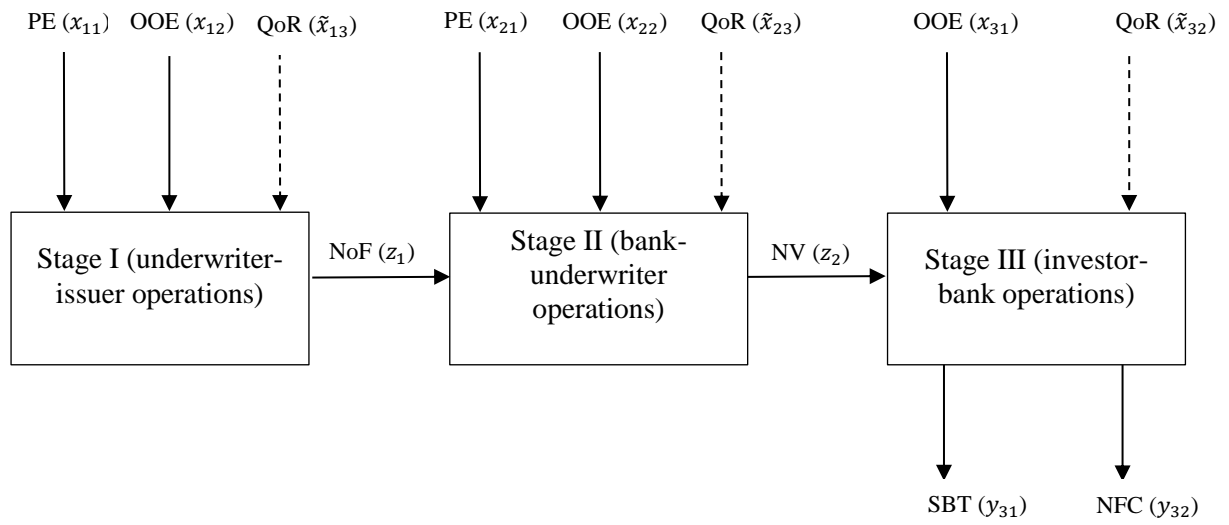 PE (x₁₁) OOE (x₁₂) QoR (x̃₁₃) PE (x₂₁) OOE (x₂₂) QoR (x̃₂₃) OOE (x₃₁) QoR (x̃₃₂)
Stage I (underwriter-
issuer operations)
NoF (z₁)
Stage II (bank-
underwriter
operations)
NV (z₂)
Stage III (investor-
bank operations)
SBT (y₃₁) NFC (y₃₂)